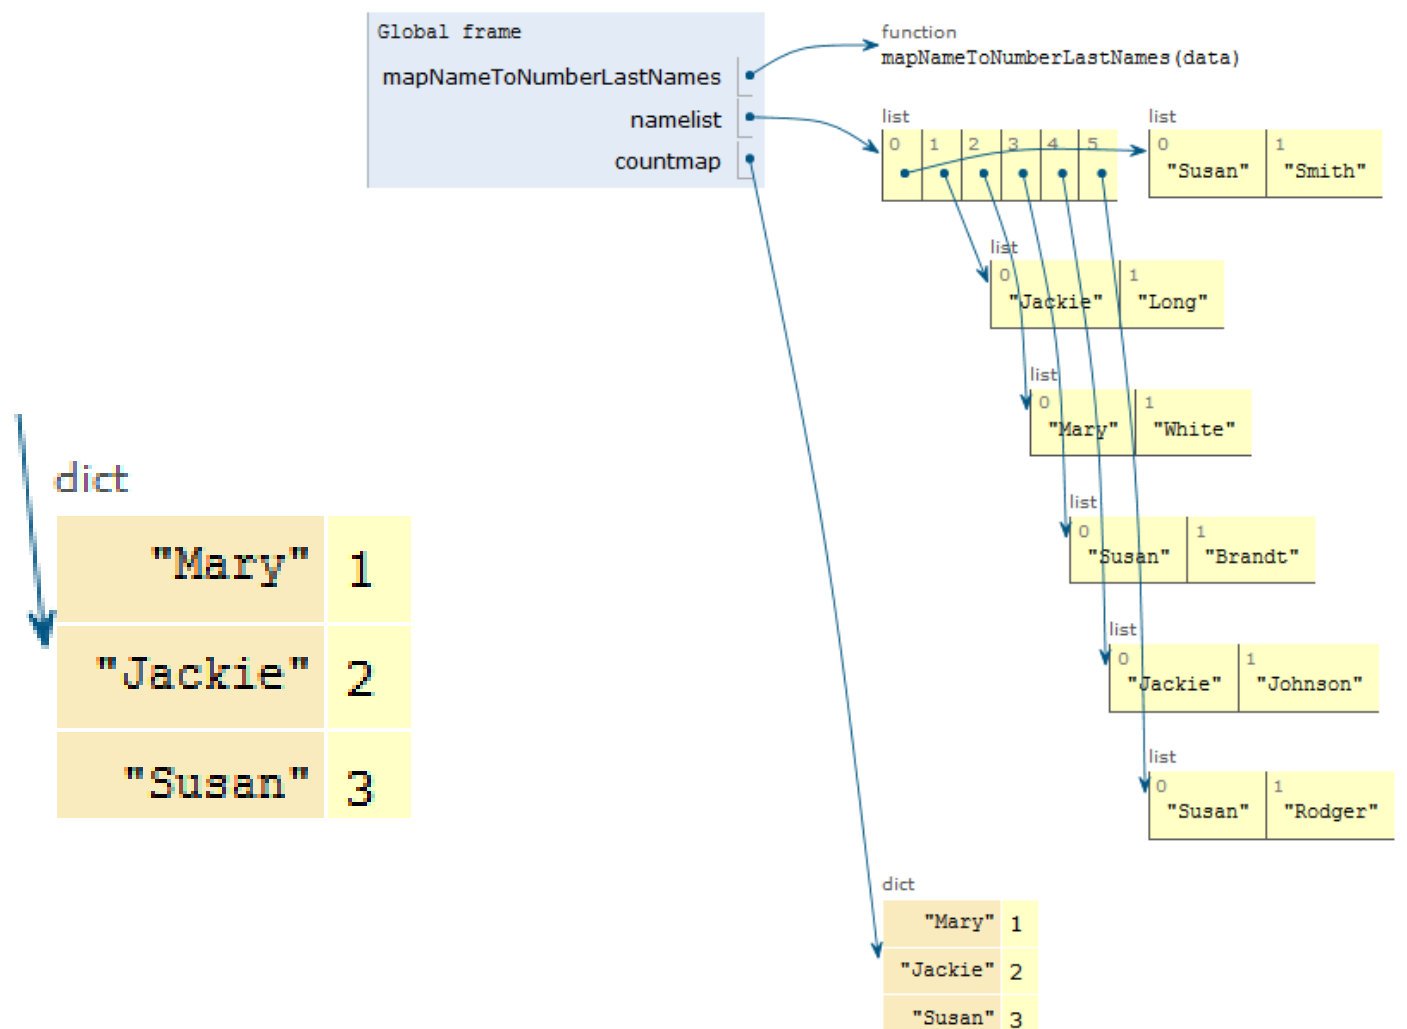 Global frame
mapNameToNumberLastNames
namelist
countmap
function
mapNameToNumberLastNames(data)
list
0 1 2 3 4 5
list
0 1
"Susan" "Smith"
list
0 1
"Jackie" "Long"
list
0 1
"Mary" "White"
list
0 1
"Susan" "Brandt"
list
0 1
"Jackie" "Johnson"
list
0 1
"Susan" "Rodger"
dict
"Mary" 1
"Jackie" 2
"Susan" 3
dict
"Mary" 1
"Jackie" 2
"Susan" 3